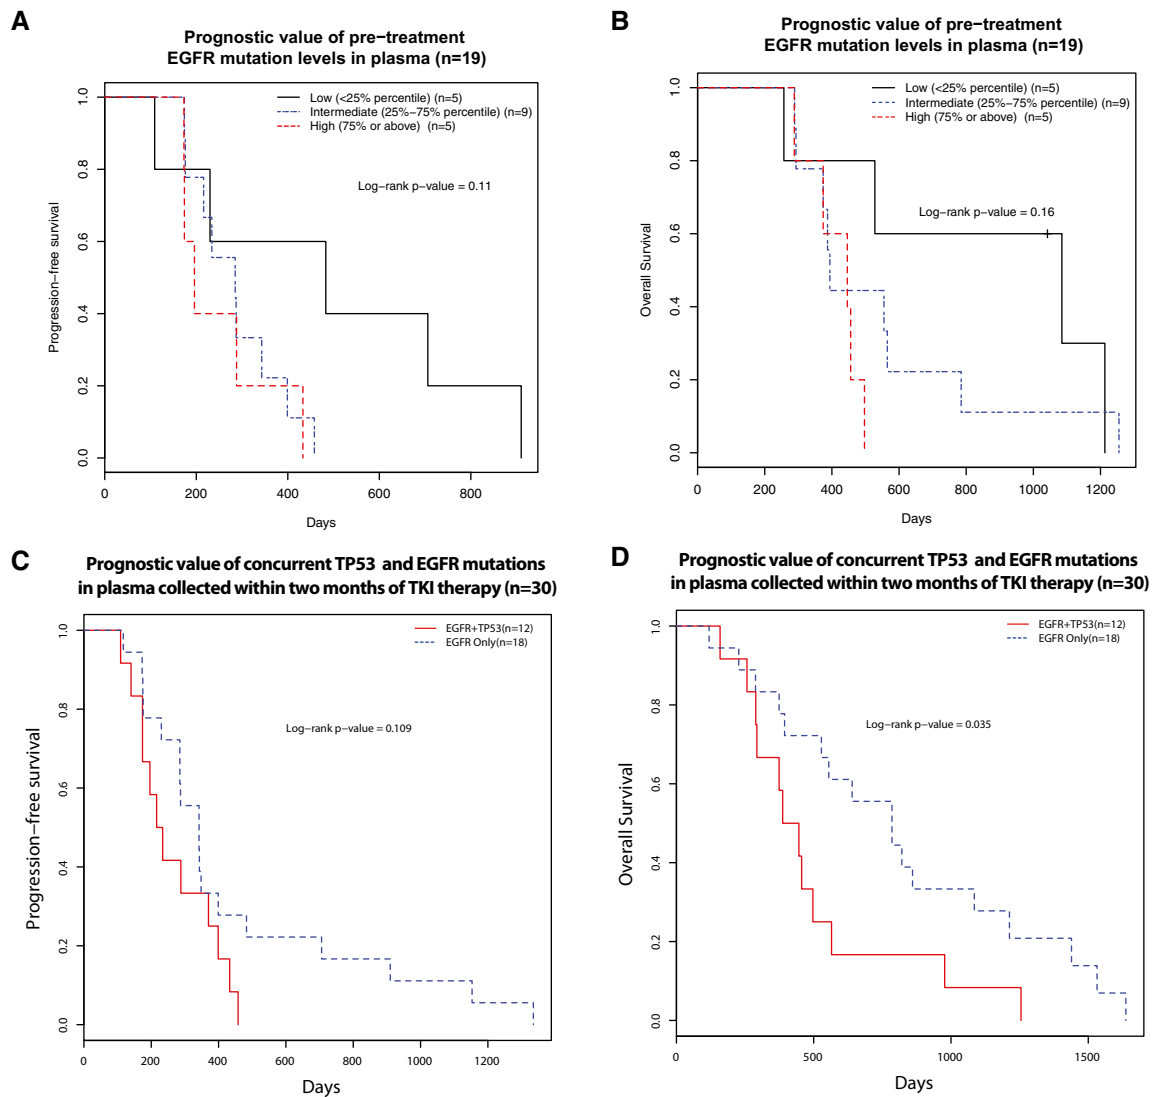 A
Prognostic value of pre−treatment
EGFR mutation levels in plasma (n=19)
Low (<25% percentile) (n=5)
Intermediate (25%−75% percentile) (n=9)
High (75% or above) (n=5)
Log−rank p−value = 0.11
Progression−free survival
1.0
0.8
0.6
0.4
0.2
0.0
0 200 400 600 800
Days
B
Prognostic value of pre−treatment
EGFR mutation levels in plasma (n=19)
Low (<25% percentile) (n=5)
Intermediate (25%−75% percentile) (n=9)
High (75% or above) (n=5)
Log−rank p−value = 0.16
Overall Survival
1.0
0.8
0.6
0.4
0.2
0.0
0 200 400 600 800 1000 1200
Days
C
Prognostic value of concurrent TP53 and EGFR mutations
in plasma collected within two months of TKI therapy (n=30)
EGFR+TP53(n=12)
EGFR Only(n=18)
Log−rank p−value = 0.109
Progression−free survival
1.0
0.8
0.6
0.4
0.2
0.0
0 200 400 600 800 1000 1200
Days
D
Prognostic value of concurrent TP53 and EGFR mutations
in plasma collected within two months of TKI therapy (n=30)
EGFR+TP53(n=12)
EGFR Only(n=18)
Log−rank p−value = 0.035
Overall Survival
1.0
0.8
0.6
0.4
0.2
0.0
0 500 1000 1500
Days